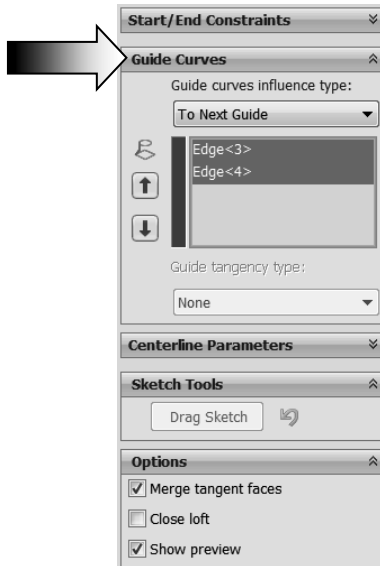 Start/End Constraints
Guide Curves
Guide curves influence type:
To Next Guide
Edge<3>
Edge<4>
Guide tangency type:
None
Centerline Parameters
Sketch Tools
Drag Sketch
Options
Merge tangent faces
Close loft
Show preview